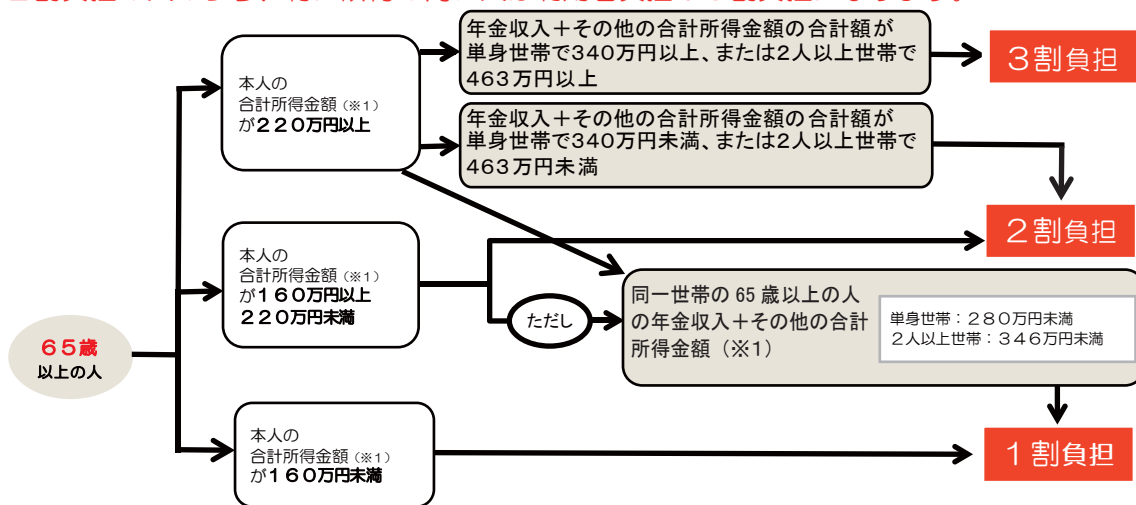 年金収入＋その他の合計所得金額の合計額が
単身世帯で340万円以上、または2人以上世帯で
463万円以上
３割負担
本人の
合計所得金額（※1）
が２２０万円以上
年金収入＋その他の合計所得金額の合計額が
単身世帯で340万円未満、または2人以上世帯で
463万円未満
２割負担
本人の
合計所得金額（※1）
が１６０万円以上
２２０万円未満
ただし
同一世帯の 65 歳以上の人
の年金収入＋その他の合計
所得金額（※1）
単身世帯：２８０万円未満
２人以上世帯：３４６万円未満
６５歳
以上の人
本人の
合計所得金額（※1）
が１６０万円未満
１割負担